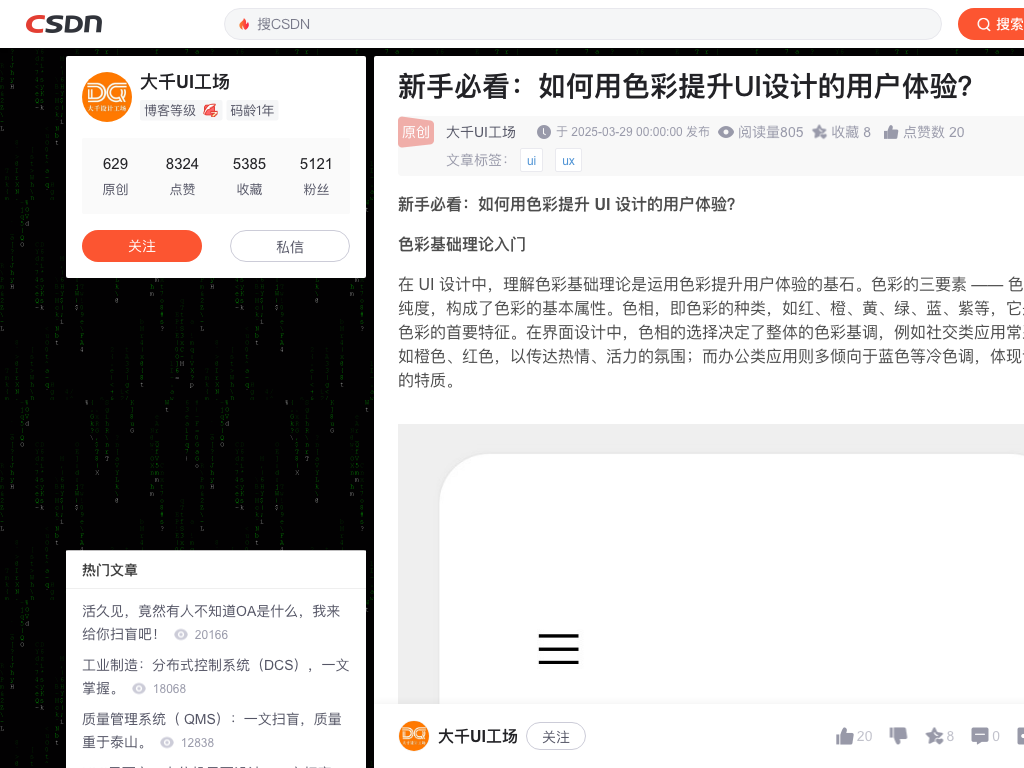 CSDN
搜CSDN
搜索
DQ
大千设计工场
大千UI工场
博客等级
码龄1年
629 8324 5385 5121
原创 点赞 收藏 粉丝
关注 私信
热门文章
活久见，竟然有人不知道OA是什么，我来
给你扫盲吧！ 20166
工业制造：分布式控制系统（DCS），一文
掌握。 18068
质量管理系统（ QMS）：一文扫盲，质量
重于泰山。 12838
新手必看：如何用色彩提升UI设计的用户体验?
原创 大千UI工场 于 2025-03-29 00:00:00 发布 阅读量805 收藏 8 点赞数 20
文章标签： ui ux
新手必看：如何用色彩提升 UI 设计的用户体验?
色彩基础理论入门
在 UI 设计中，理解色彩基础理论是运用色彩提升用户体验的基石。色彩的三要素 —— 色
纯度，构成了色彩的基本属性。色相，即色彩的种类，如红、橙、黄、绿、蓝、紫等，它
色彩的首要特征。在界面设计中，色相的选择决定了整体的色彩基调，例如社交类应用常
如橙色、红色，以传达热情、活力的氛围；而办公类应用则多倾向于蓝色等冷色调，体现
的特质。
大千UI工场 关注 20 8 0